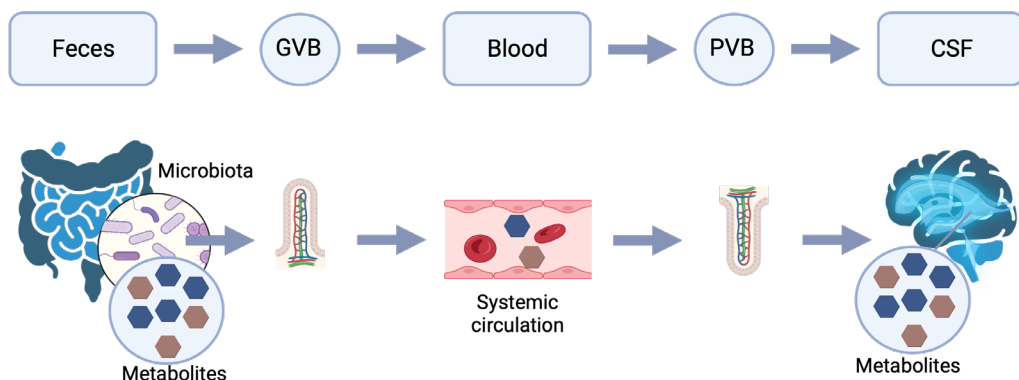 Feces
GVB
Blood
PVB
CSF
Microbiota
Systemic
circulation
Metabolites
Metabolites